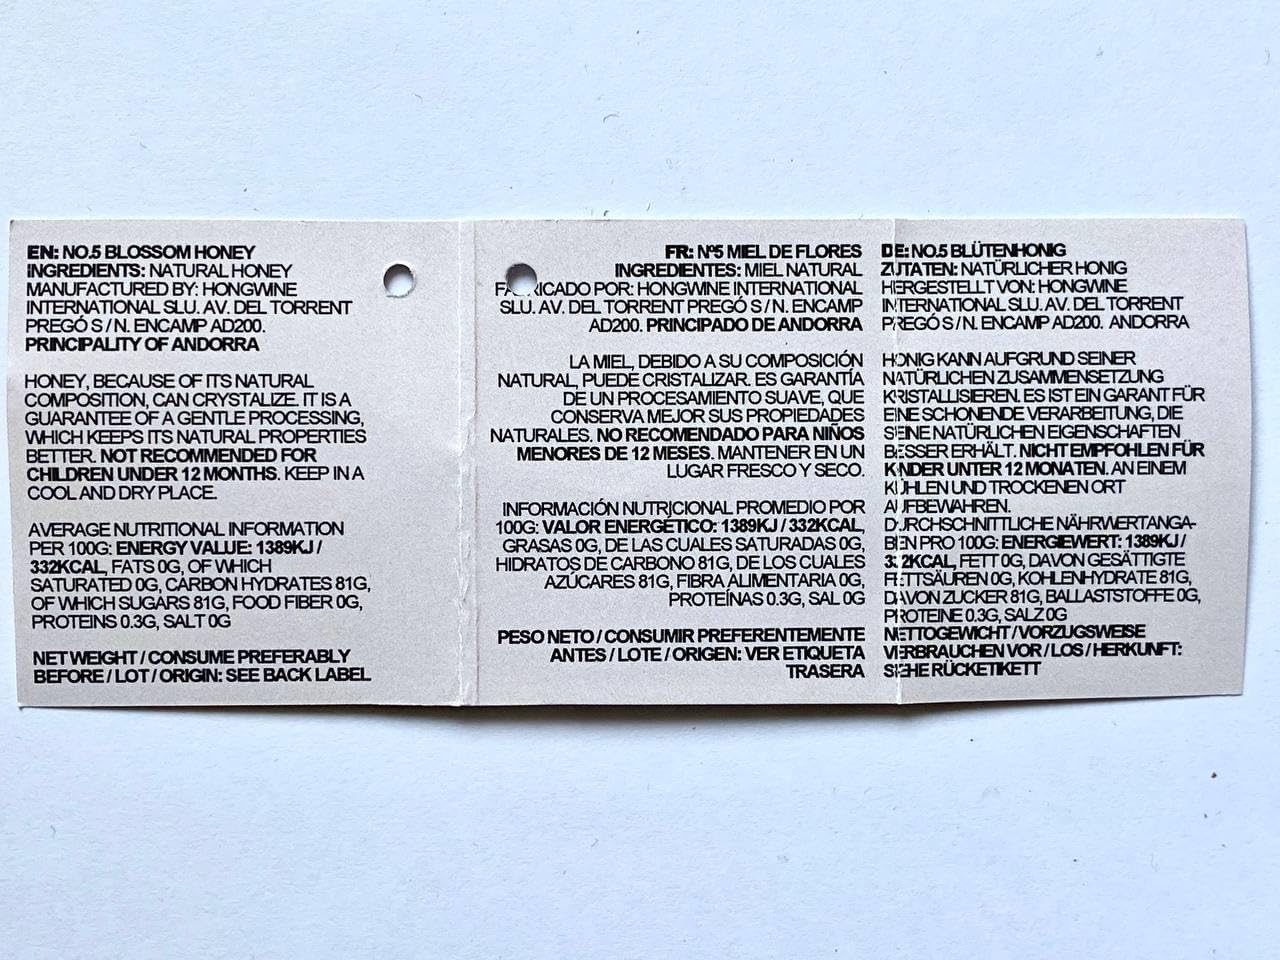 EN: NO.5 BLOSSOM HONEY
INGREDIENTS: NATURAL HONEY
MANUFACTURED BY: HONGWINE
INTERNATIONAL SLU. AV. DEL TORRENT
PREGÓ S / N. ENCAMP AD200.
PRINCIPALITY OF ANDORRA
HONEY, BECAUSE OF ITS NATURAL
COMPOSITION, CAN CRYSTALIZE. IT IS A
GUARANTEE OF A GENTLE PROCESSING,
WHICH KEEPS ITS NATURAL PROPERTIES
BETTER. NOT RECOMMENDED FOR
CHILDREN UNDER 12 MONTHS. KEEP IN A
COOL AND DRY PLACE.
AVERAGE NUTRITIONAL INFORMATION
PER 100G: ENERGY VALUE: 1389KJ /
332KCAL, FATS 0G, OF WHICH
SATURATED 0G, CARBON HYDRATES 81G,
OF WHICH SUGARS 81G, FOOD FIBER 0G,
PROTEINS 0.3G, SALT 0G
NET WEIGHT / CONSUME PREFERABLY
BEFORE / LOT / ORIGIN: SEE BACK LABEL
FR: Nº5 MIEL DE FLORES
INGREDIENTES: MIEL NATURAL
FABRICADO POR: HONGWINE INTERNATIONAL
SLU. AV. DEL TORRENT PREGÓ S / N. ENCAMP
AD200. PRINCIPADO DE ANDORRA
LA MIEL, DEBIDO A SU COMPOSICIÓN
NATURAL, PUEDE CRISTALIZAR. ES GARANTÍA
DE UN PROCESAMIENTO SUAVE, QUE
CONSERVA MEJOR SUS PROPIEDADES
NATURALES. NO RECOMENDADO PARA NIÑOS
MENORES DE 12 MESES. MANTENER EN UN
LUGAR FRESCO Y SECO.
INFORMACIÓN NUTRICIONAL PROMEDIO POR
100G: VALOR ENERGÉTICO: 1389KJ / 332KCAL,
GRASAS 0G, DE LAS CUALES SATURADAS 0G,
HIDRATOS DE CARBONO 81G, DE LOS CUALES
AZÚCARES 81G, FIBRA ALIMENTARIA 0G,
PROTEÍNAS 0.3G, SAL 0G
PESO NETO / CONSUMIR PREFERENTEMENTE
ANTES / LOTE / ORIGEN: VER ETIQUETA
TRASERA
DE: NO.5 BLÜTENHONIG
ZUTATEN: NATÜRLICHER HONIG
HERGESTELLT VON: HONGWINE
INTERNATIONAL SLU. AV. DEL TORRENT
PREGÓ S / N. ENCAMP AD200. ANDORRA
HONIG KANN AUFGRUND SEINER
NATÜRLICHEN ZUSAMMENSETZUNG
KRISTALLISIEREN. ES IST EIN GARANT FÜR
EINE SCHONENDE VERARBEITUNG, DIE
SEINE NATÜRLICHEN EIGENSCHAFTEN
BESSER ERHÄLT. NICHT EMPFOHLEN FÜR
KINDER UNTER 12 MONATEN. AN EINEM
KÜHLEN UND TROCKENEN ORT
AUFBEWAHREN.
DURCHSCHNITTLICHE NÄHRWERTANGA-
BEN PRO 100G: ENERGIEWERT: 1389KJ /
332KCAL, FETT 0G, DAVON GESÄTTIGTE
FETTSÄUREN 0G, KOHLENHYDRATE 81G,
DAVON ZUCKER 81G, BALLASTSTOFFE 0G,
PROTEINE 0.3G, SALZ 0G
NETTOGEWICHT / VORZUGSWEISE
VERBRAUCHEN VOR / LOS / HERKUNFT:
SIEHE RÜCKETIKETT